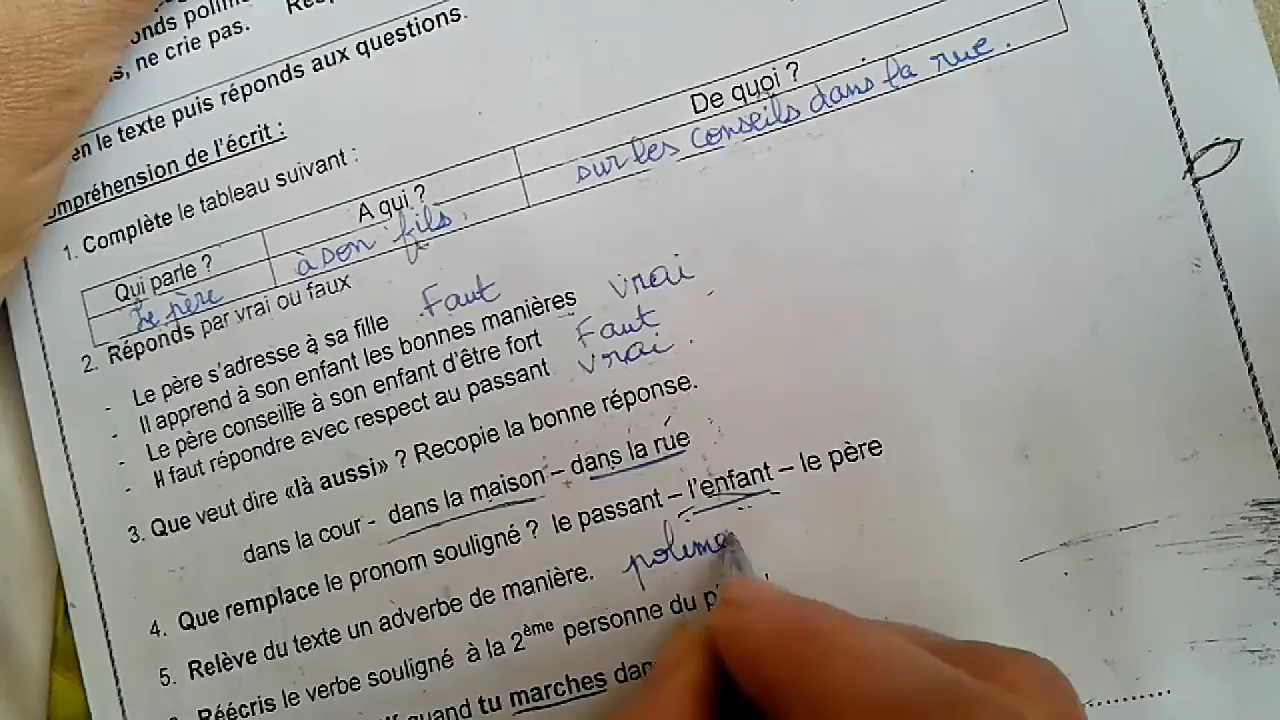 onds polim
s, ne crie pas.
en le texte puis réponds aux questions.
ompréhension de l'écrit :
1. Complète le tableau suivant :
Qui parle ? A qui ? De quoi ?
Le père à son fils. sur les conseils dans la rue.
2. Réponds par vrai ou faux
- Le père s'adresse à sa fille Faut
- Il apprend à son enfant les bonnes manières vrai
- Le père conseille à son enfant d'être fort Faut
- Il faut répondre avec respect au passant vrai.
3. Que veut dire «là aussi» ? Recopie la bonne réponse.
dans la cour - dans la maison – dans la rue
4. Que remplace le pronom souligné ? le passant – l'enfant – le père
5. Relève du texte un adverbe de manière. polime
Réécris le verbe souligné à la 2ème personne du p
quand tu marches dan